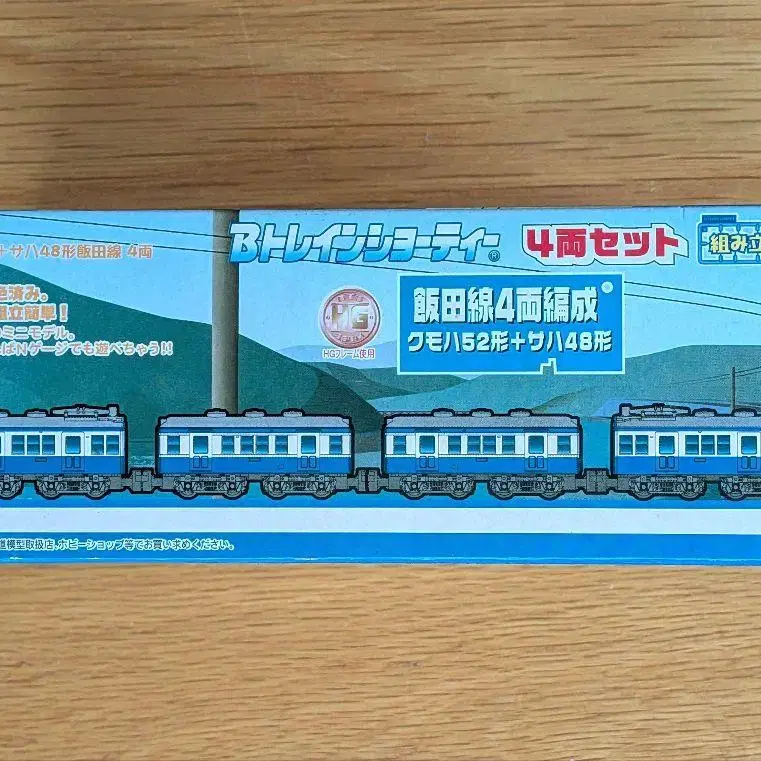 Bトレインショーティー®
4両セット
組み立
+サハ48形飯田線 4両
飯田線4両編成
クモハ52形+サハ48形
HG
HGフレーム使用
済み。
組立簡単！
ミニモデル。
ばNゲージでも遊べちゃう!!
道模型取扱店、ホビーショップ等でお買い求めください。